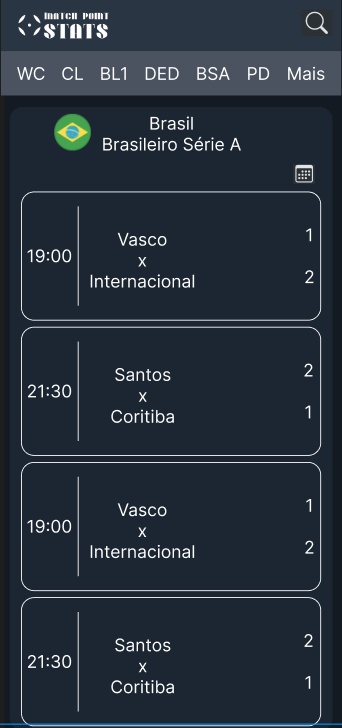 MATCH POINT
STATS
WC CL BL1 DED BSA PD Mais
Brasil
Brasileiro Série A
19:00
Vasco
x
Internacional
1
2
21:30
Santos
x
Coritiba
2
1
19:00
Vasco
x
Internacional
1
2
21:30
Santos
x
Coritiba
2
1